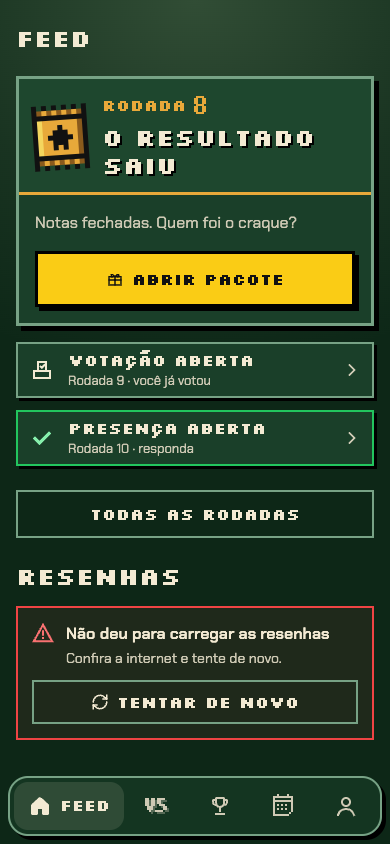 FEED
RODADA 8
O RESULTADO
SAIU
Notas fechadas. Quem foi o craque?
ABRIR PACOTE
VOTAÇÃO ABERTA
Rodada 9 · você já votou
PRESENÇA ABERTA
Rodada 10 · responda
TODAS AS RODADAS
RESENHAS
Não deu para carregar as resenhas
Confira a internet e tente de novo.
TENTAR DE NOVO
FEED
VS